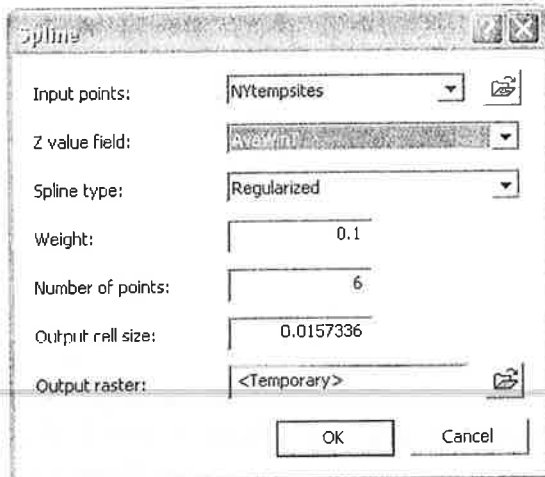 Spline
Input points: NYtempsites
Z value field: AveWinT
Spline type: Regularized
Weight: 0.1
Number of points: 6
Output cell size: 0.0157336
Output raster: <Temporary>
OK Cancel